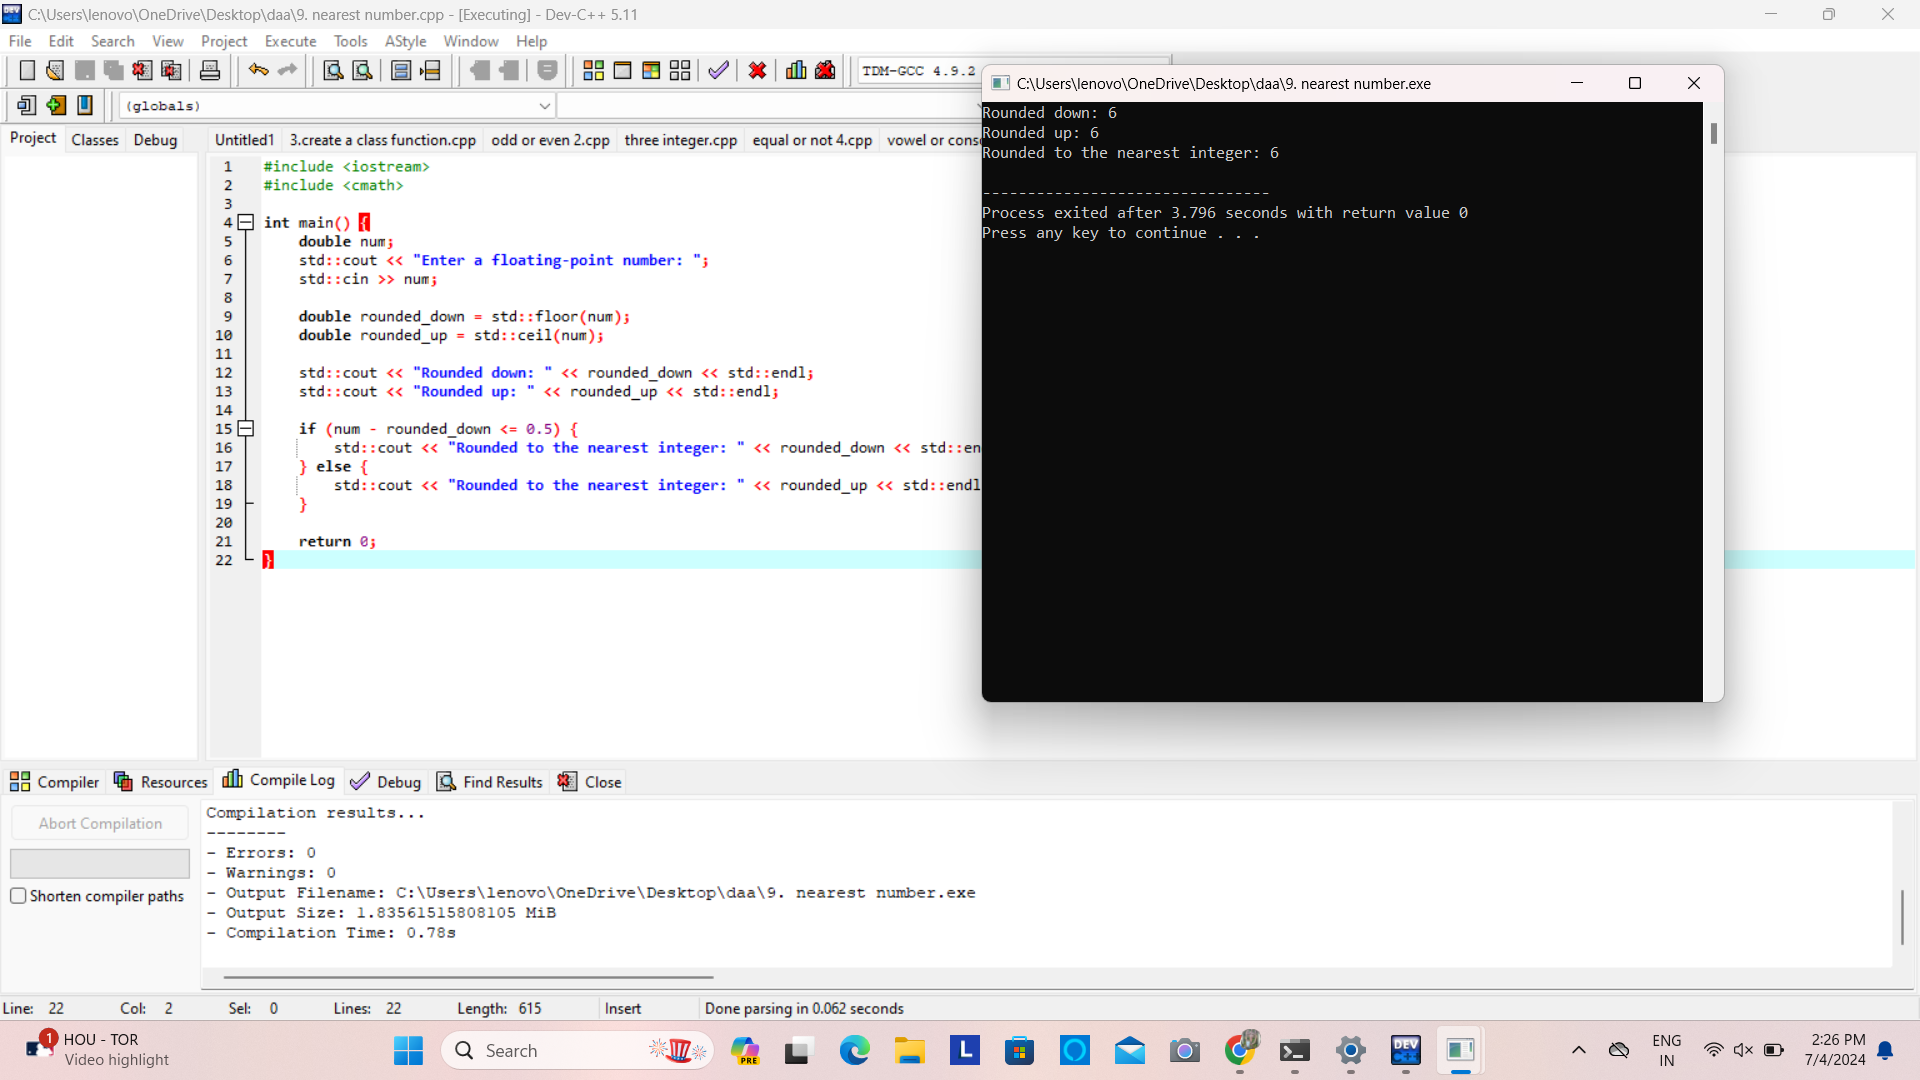 C:\Users\lenovo\OneDrive\Desktop\daa\9. nearest number.cpp - [Executing] - Dev-C++ 5.11
File Edit Search View Project Execute Tools AStyle Window Help
TDM-GCC 4.9.2
(globals)
Project Classes Debug
Untitled1 3.create a class function.cpp odd or even 2.cpp three integer.cpp equal or not 4.cpp vowel or cons
1 #include <iostream>
2 #include <cmath>
3
4 int main() {
5 double num;
6 std::cout << "Enter a floating-point number: ";
7 std::cin >> num;
8
9 double rounded_down = std::floor(num);
10 double rounded_up = std::ceil(num);
11
12 std::cout << "Rounded down: " << rounded_down << std::endl;
13 std::cout << "Rounded up: " << rounded_up << std::endl;
14
15 if (num - rounded_down <= 0.5) {
16 std::cout << "Rounded to the nearest integer: " << rounded_down << std::en
17 } else {
18 std::cout << "Rounded to the nearest integer: " << rounded_up << std::endl
19 }
20
21 return 0;
22 }
C:\Users\lenovo\OneDrive\Desktop\daa\9. nearest number.exe
Rounded down: 6
Rounded up: 6
Rounded to the nearest integer: 6
--------------------------------
Process exited after 3.796 seconds with return value 0
Press any key to continue . . .
Compiler Resources Compile Log Debug Find Results Close
Abort Compilation
Shorten compiler paths
Compilation results...
--------
- Errors: 0
- Warnings: 0
- Output Filename: C:\Users\lenovo\OneDrive\Desktop\daa\9. nearest number.exe
- Output Size: 1.83561515808105 MiB
- Compilation Time: 0.78s
Line: 22 Col: 2 Sel: 0 Lines: 22 Length: 615 Insert Done parsing in 0.062 seconds
1
HOU - TOR
Video highlight
Search
PRE
L
DEV
ENG
IN
2:26 PM
7/4/2024